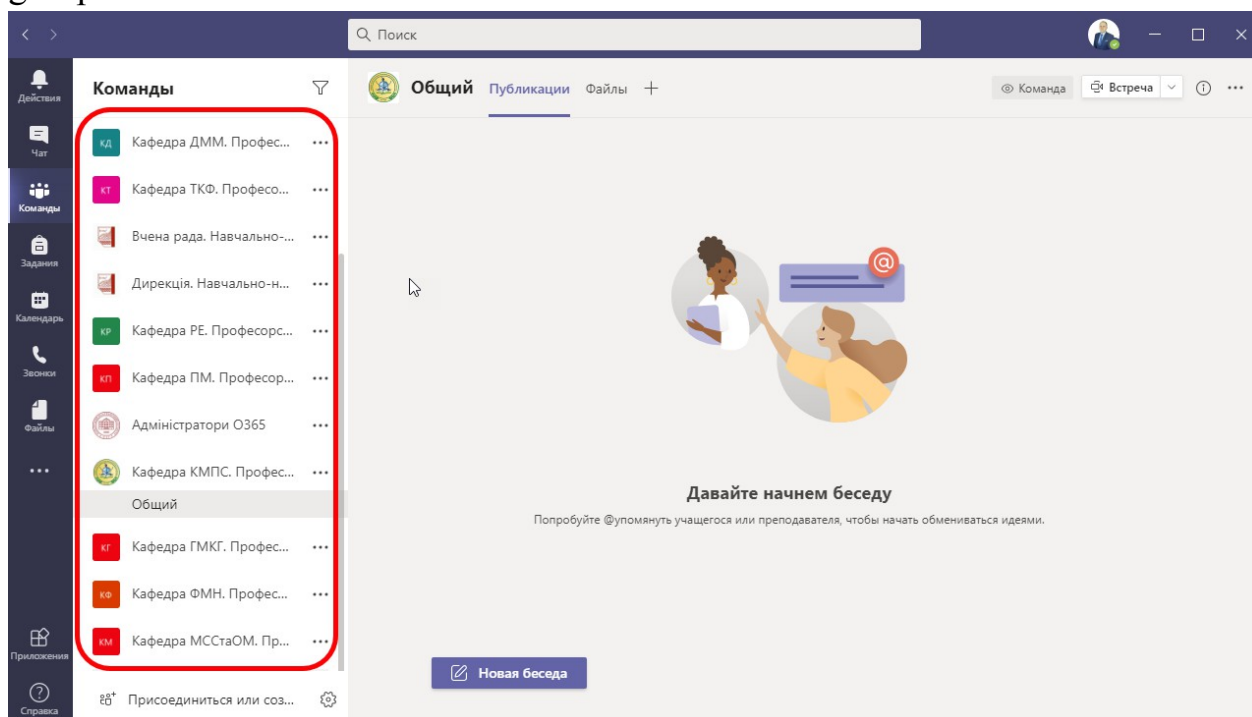 Поиск
Действия
Чат
Команды
Задания
Календарь
Звонки
Файлы
Приложения
Справка
Команды
КД Кафедра ДММ. Профес...
КТ Кафедра ТКФ. Професо...
Вчена рада. Навчально-...
Дирекція. Навчально-н...
КР Кафедра РЕ. Професорс...
КП Кафедра ПМ. Професор...
Адміністратори О365
Кафедра КМПС. Профес...
Общий
КГ Кафедра ГМКГ. Профес...
КФ Кафедра ФМН. Профес...
КМ Кафедра МССтаОМ. Пр...
Присоединиться или соз...
Общий Публикации Файлы +
Команда Встреча
@
Давайте начнем беседу
Попробуйте @упомянуть учащегося или преподавателя, чтобы начать обмениваться идеями.
Новая беседа